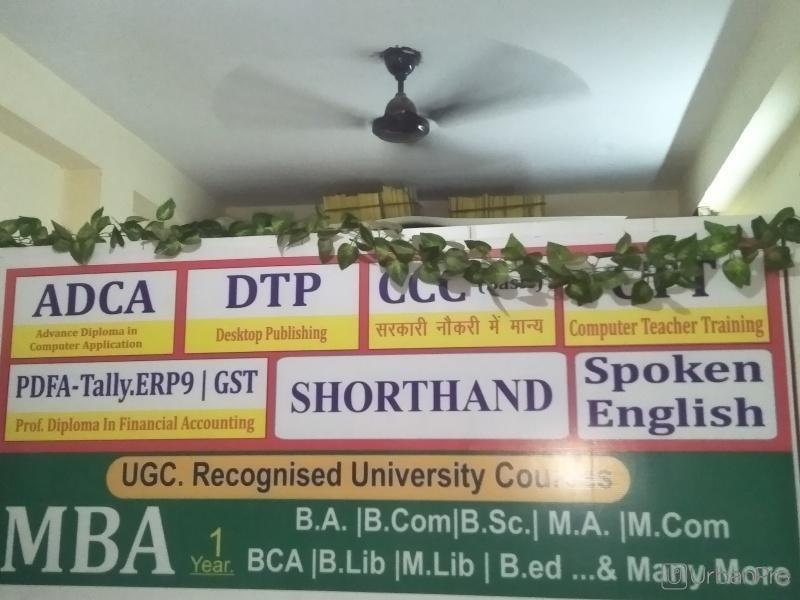 ADCA
Advance Diploma in
Computer Application
DTP
Desktop Publishing
CCC (Basic)
सरकारी नौकरी में मान्य
Computer Teacher Training
PDFA-Tally.ERP9 | GST
Prof. Diploma In Financial Accounting
SHORTHAND
Spoken
English
UGC. Recognised University Courses
MBA 1
Year.
B.A. |B.Com|B.Sc.| M.A. |M.Com
BCA |B.Lib |M.Lib | B.ed ...& Many More
UrbanPro